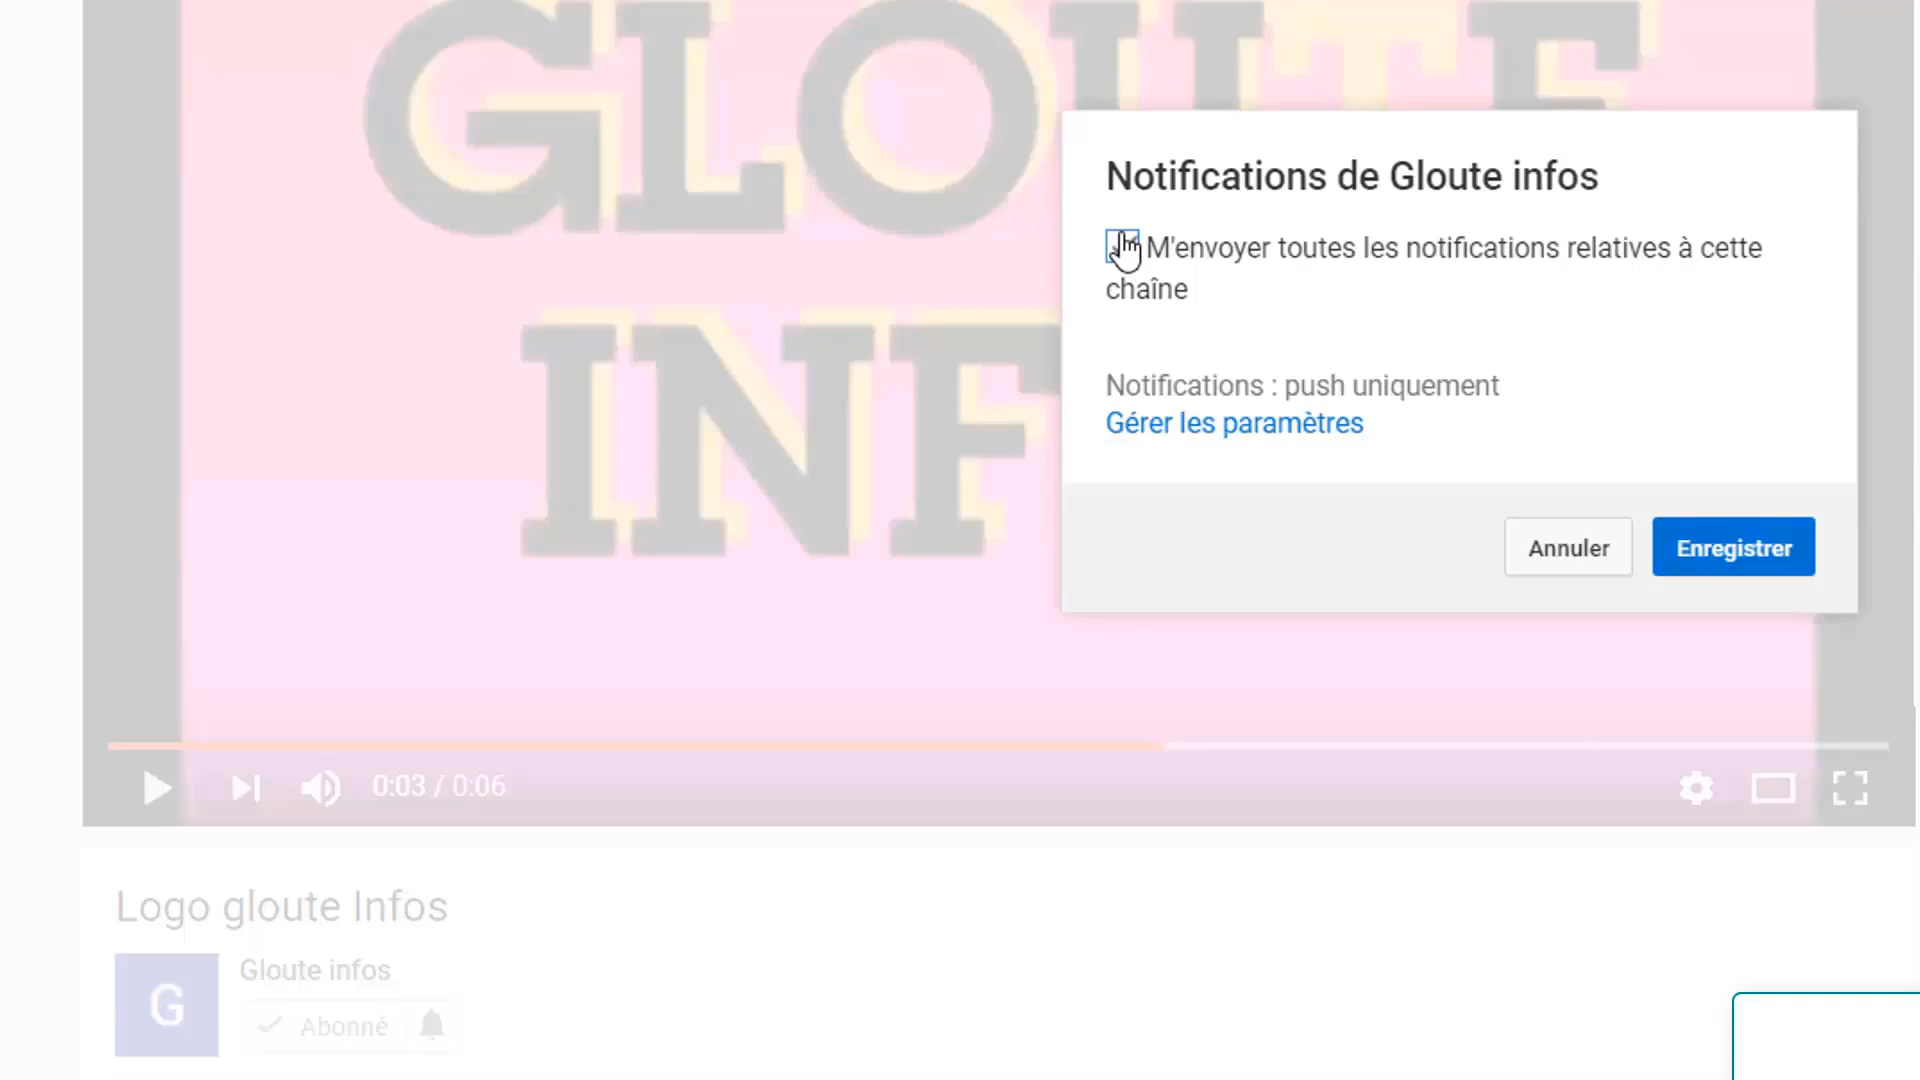 GLOUTE
INF
Notifications de Gloute infos
M'envoyer toutes les notifications relatives à cette
chaîne
Notifications : push uniquement
Gérer les paramètres
Annuler
Enregistrer
0:03 / 0:06
Logo gloute Infos
G
Gloute infos
Abonné